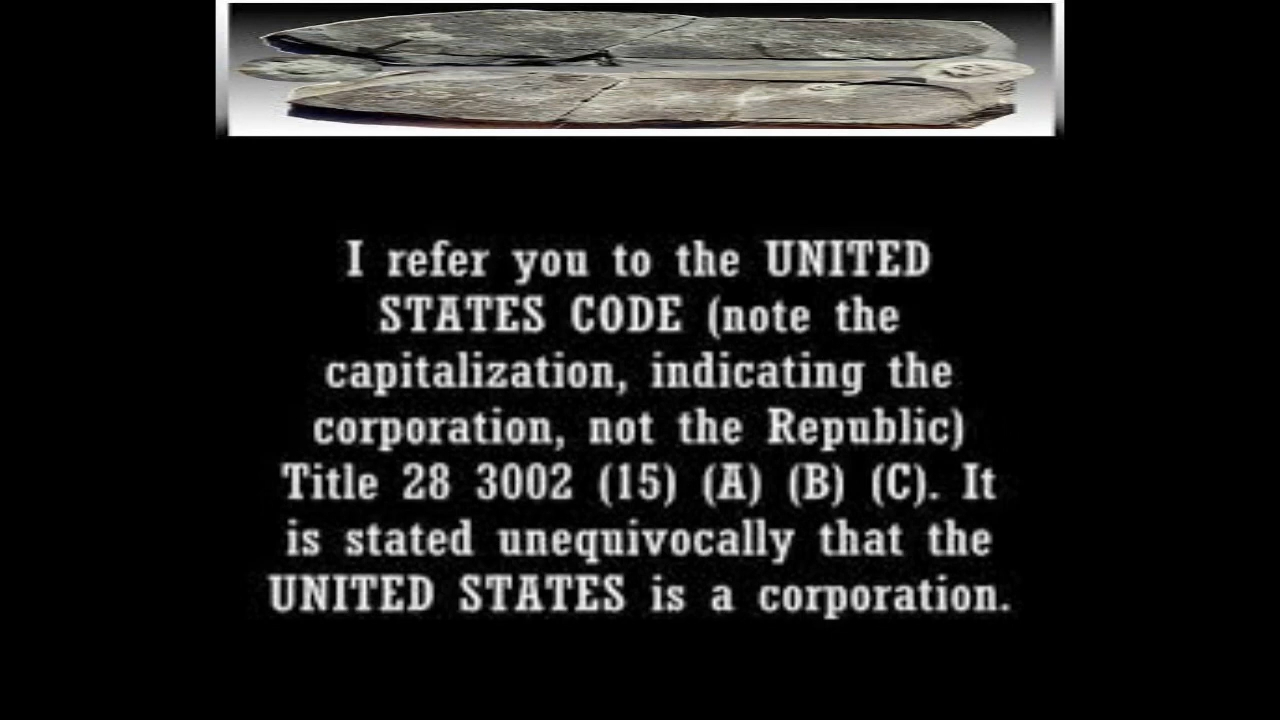 I refer you to the UNITED
STATES CODE (note the
capitalization, indicating the
corporation, not the Republic)
Title 28 3002 (15) (A) (B) (C). It
is stated unequivocally that the
UNITED STATES is a corporation.